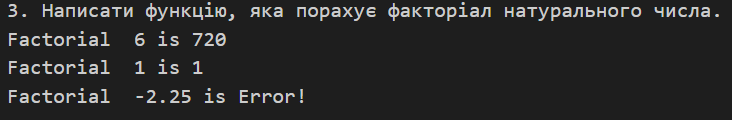 3. Написати функцію, яка порахує факторіал натурального числа.
Factorial  6 is 720
Factorial  1 is 1
Factorial  -2.25 is Error!